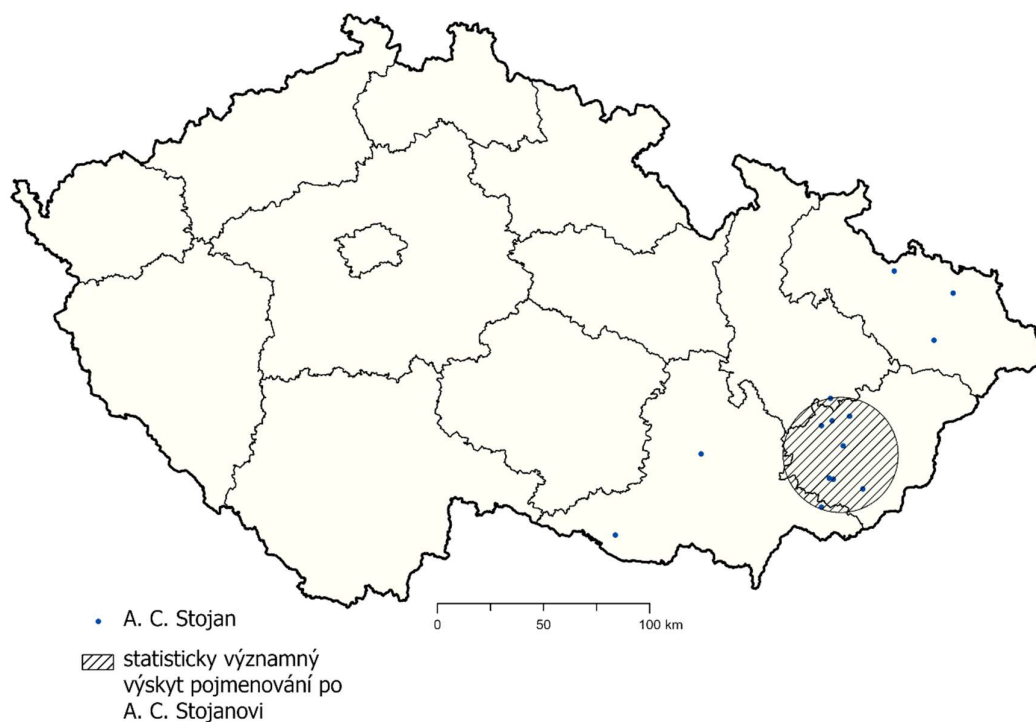 0 50 100 km
A. C. Stojan
statisticky významný
výskyt pojmenování po
A. C. Stojanovi